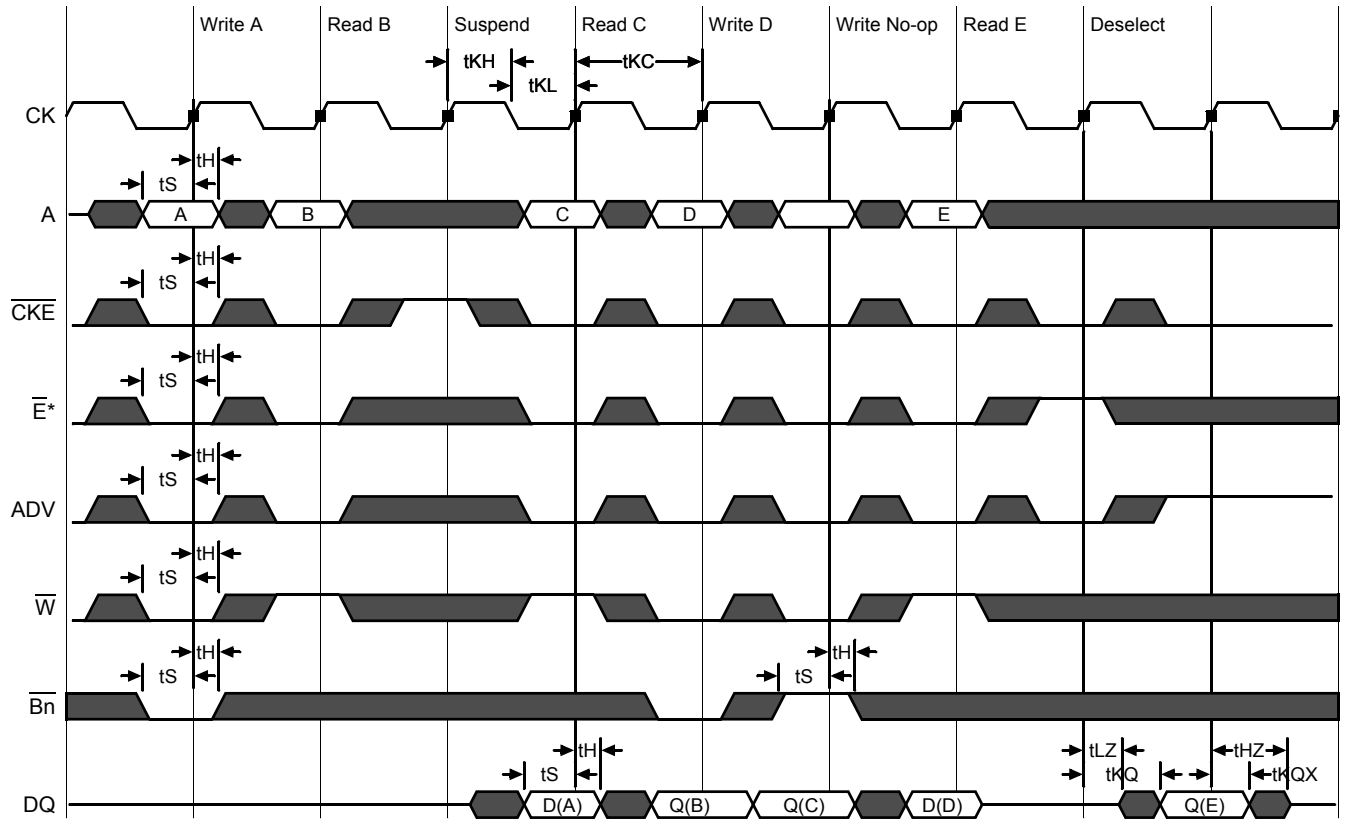 Write A Read B Suspend Read C Write D Write No-op Read E Deselect
tKH tKC
tKL
CK
tH
tS
A A B C D E
tH
tS
CKE
tH
tS
E*
tH
tS
ADV
tH
tS
W
tH tH
tS tS
Bn
tH tLZ tHZ
tS tKQ tKQX
DQ D(A) Q(B) Q(C) D(D) Q(E)